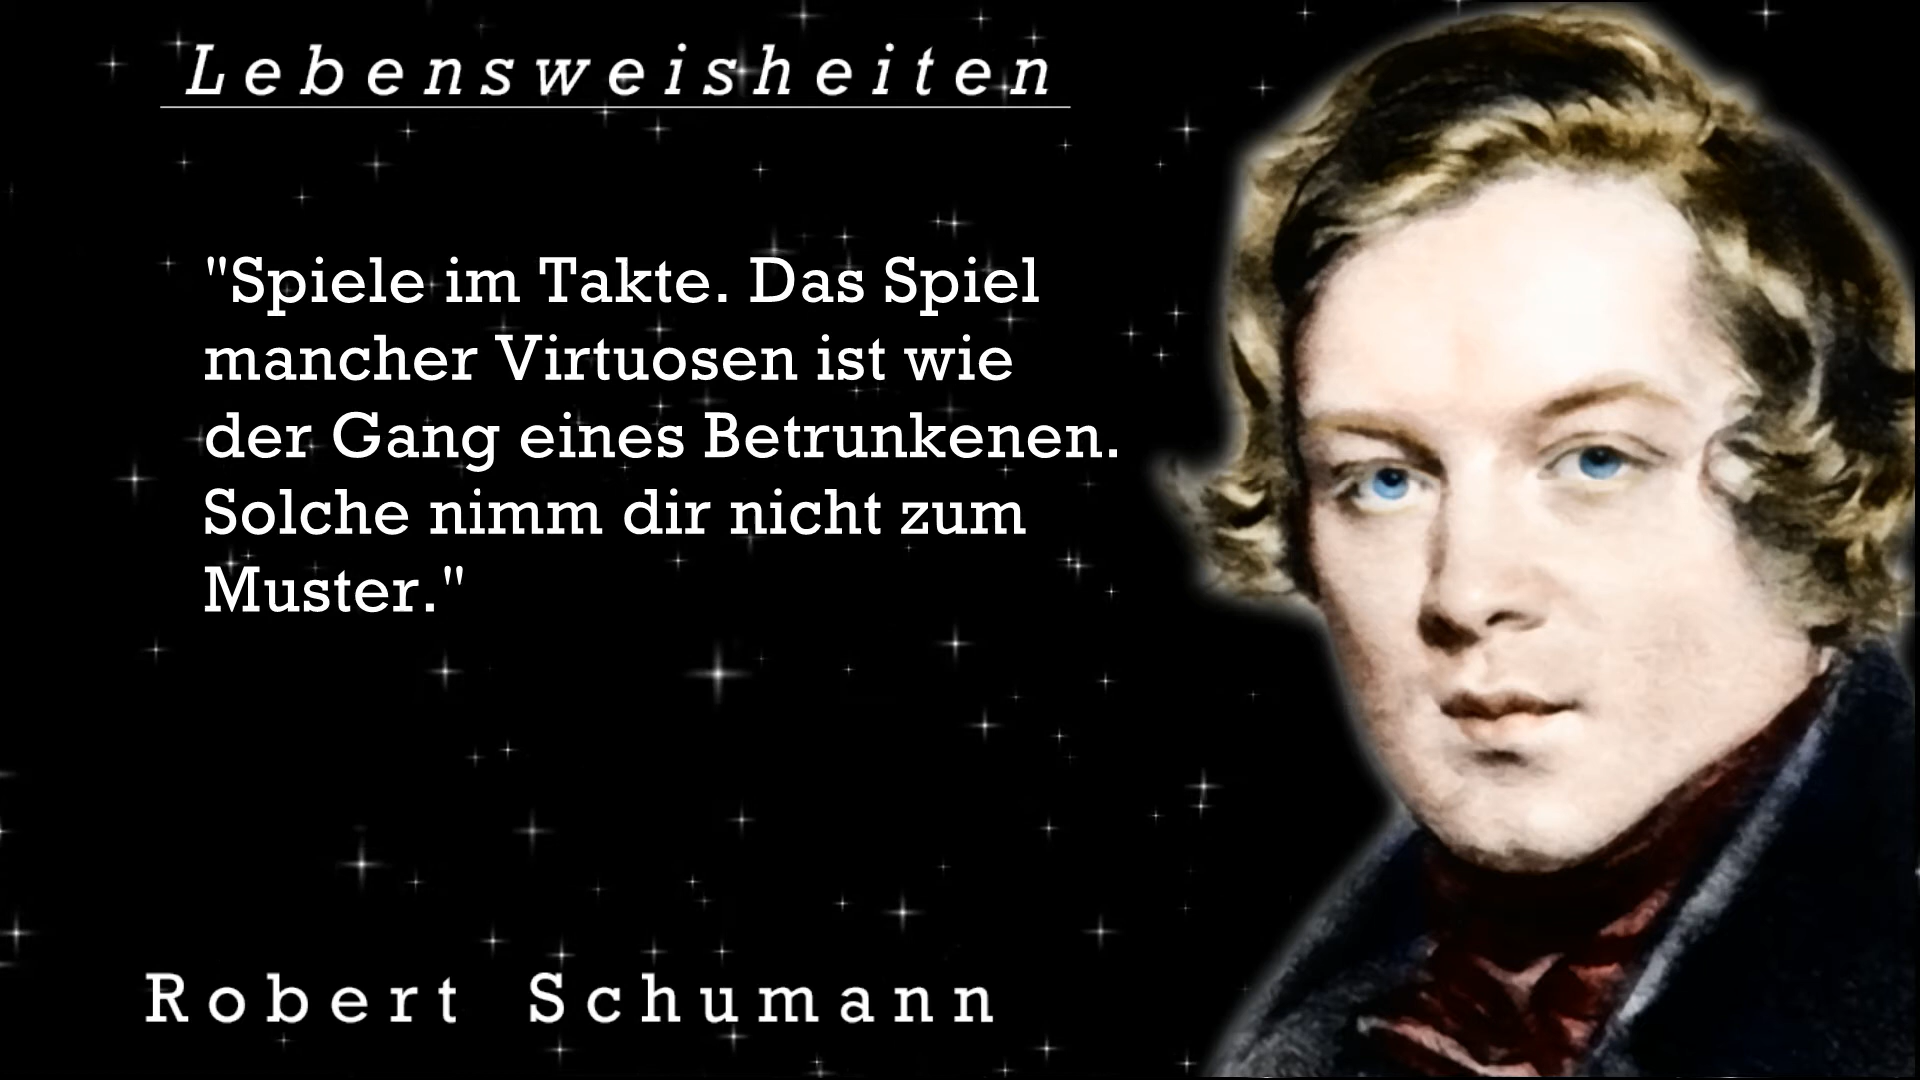 Lebensweisheiten
"Spiele im Takte. Das Spiel
mancher Virtuosen ist wie
der Gang eines Betrunkenen.
Solche nimm dir nicht zum
Muster."
Robert Schumann